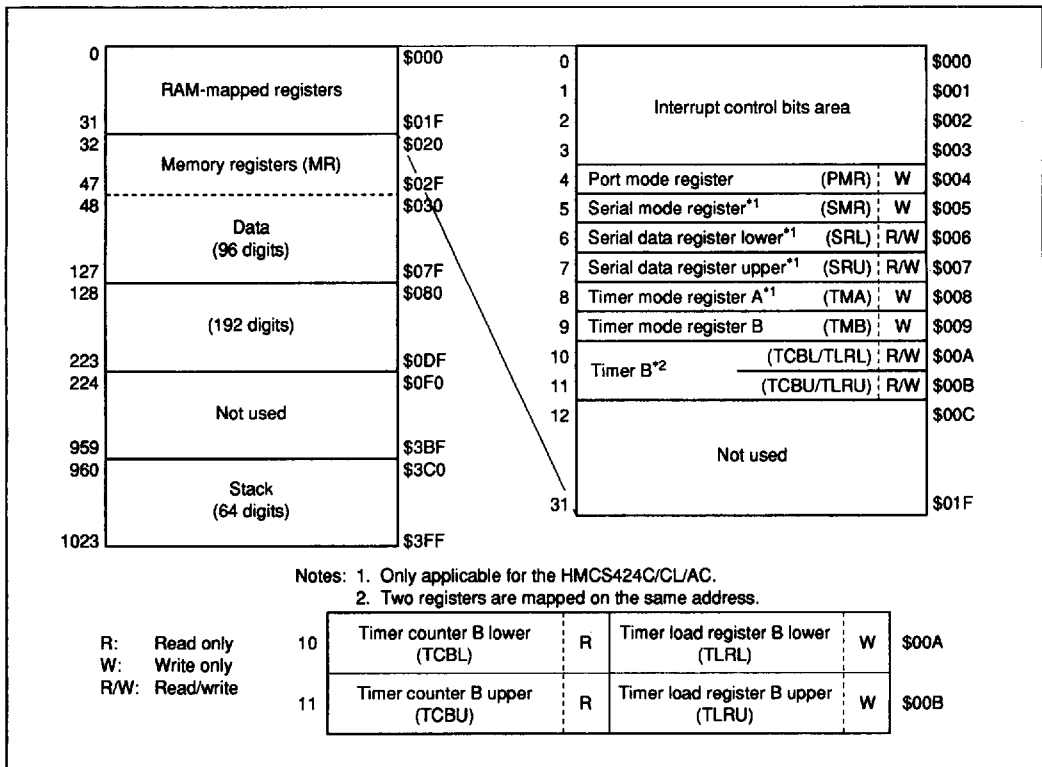 0 $000
RAM-mapped registers
31 $01F
32 $020
Memory registers (MR)
47 $02F
48 $030
Data
(96 digits)
127 $07F
128 $080
(192 digits)
223 $0DF
224 $0F0
Not used
959 $3BF
960 $3C0
Stack
(64 digits)
1023 $3FF
0 $000
1 $001
Interrupt control bits area
2 $002
3 $003
4 Port mode register (PMR) W $004
5 Serial mode register*1 (SMR) W $005
6 Serial data register lower*1 (SRL) R/W $006
7 Serial data register upper*1 (SRU) R/W $007
8 Timer mode register A*1 (TMA) W $008
9 Timer mode register B (TMB) W $009
10 (TCBL/TLRL) R/W $00A
Timer B*2
11 (TCBU/TLRU) R/W $00B
12 $00C
Not used
31 $01F
Notes: 1. Only applicable for the HMCS424C/CL/AC.
2. Two registers are mapped on the same address.
R: Read only
W: Write only
R/W: Read/write
10 Timer counter B lower (TCBL) R Timer load register B lower (TLRL) W $00A
11 Timer counter B upper (TCBU) R Timer load register B upper (TLRU) W $00B